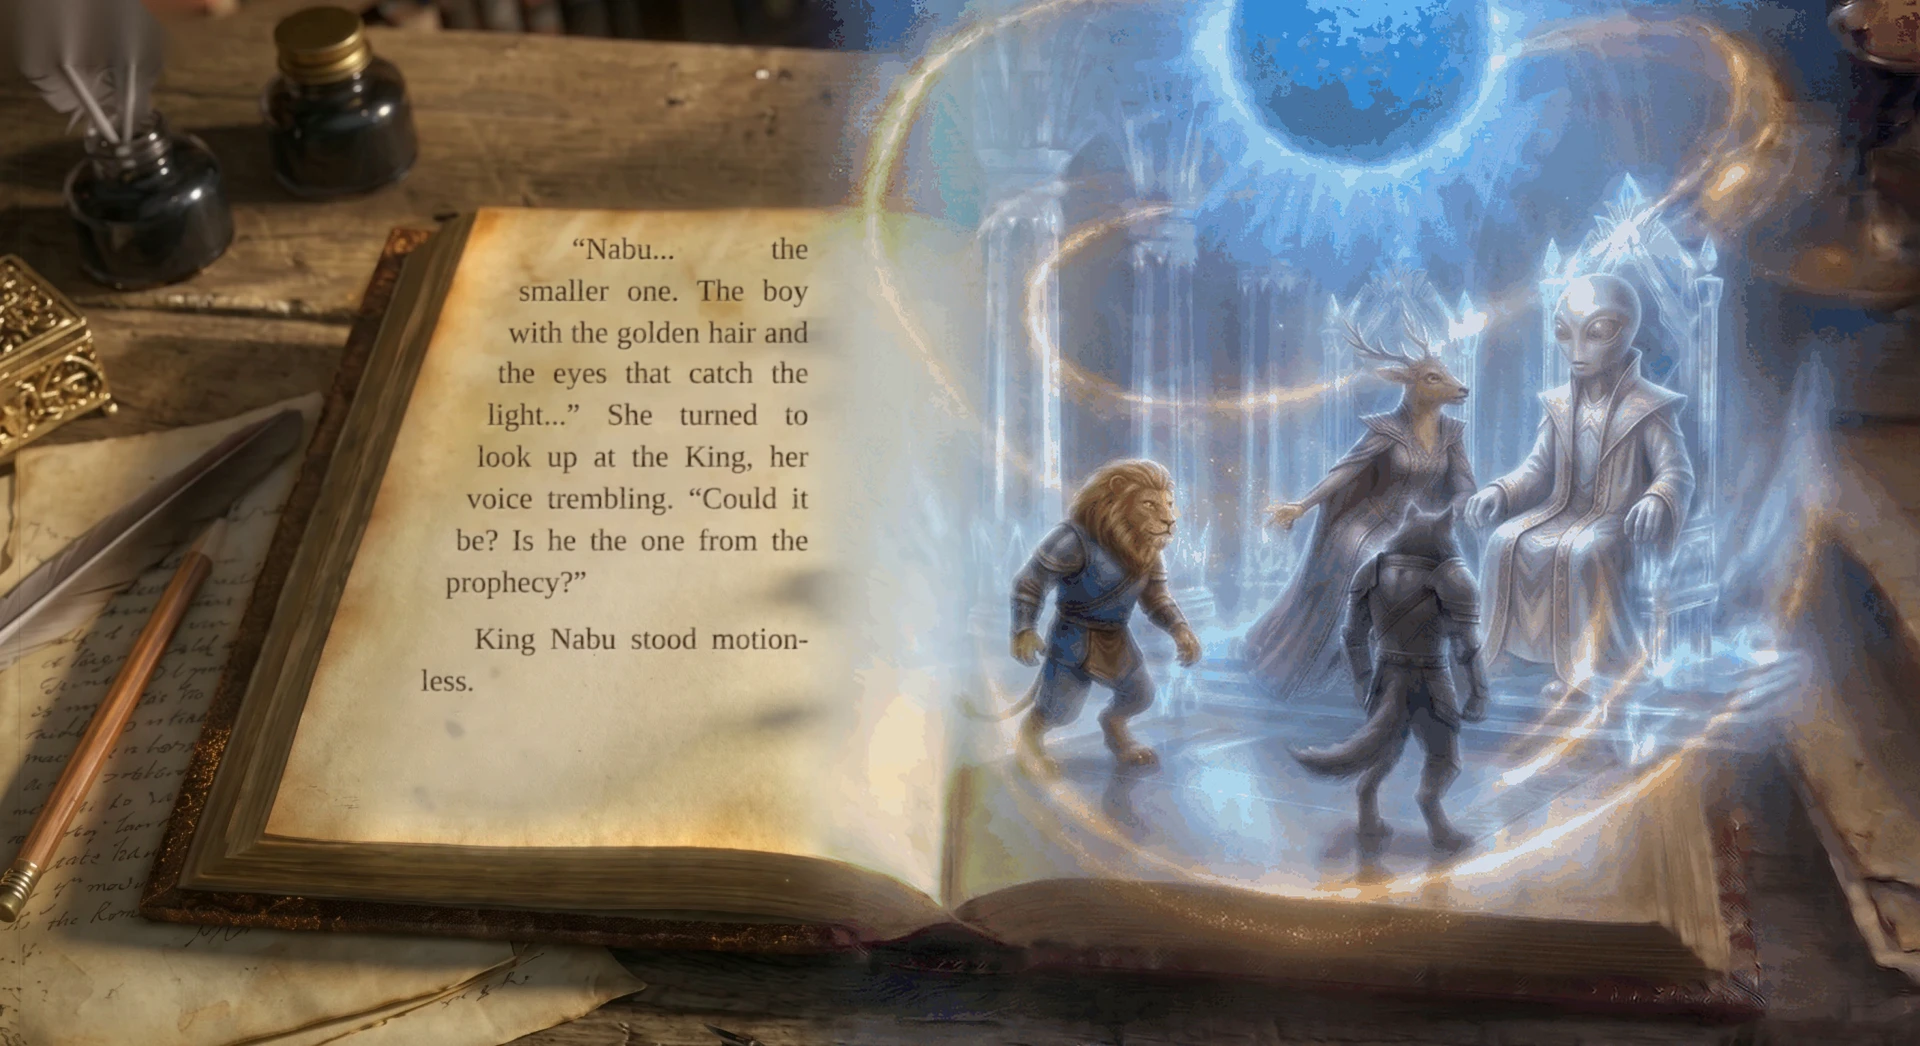 “Nabu... the
smaller one. The boy
with the golden hair and
the eyes that catch the
light...” She turned to
look up at the King, her
voice trembling. “Could it
be? Is he the one from the
prophecy?”
King Nabu stood motion-
less.